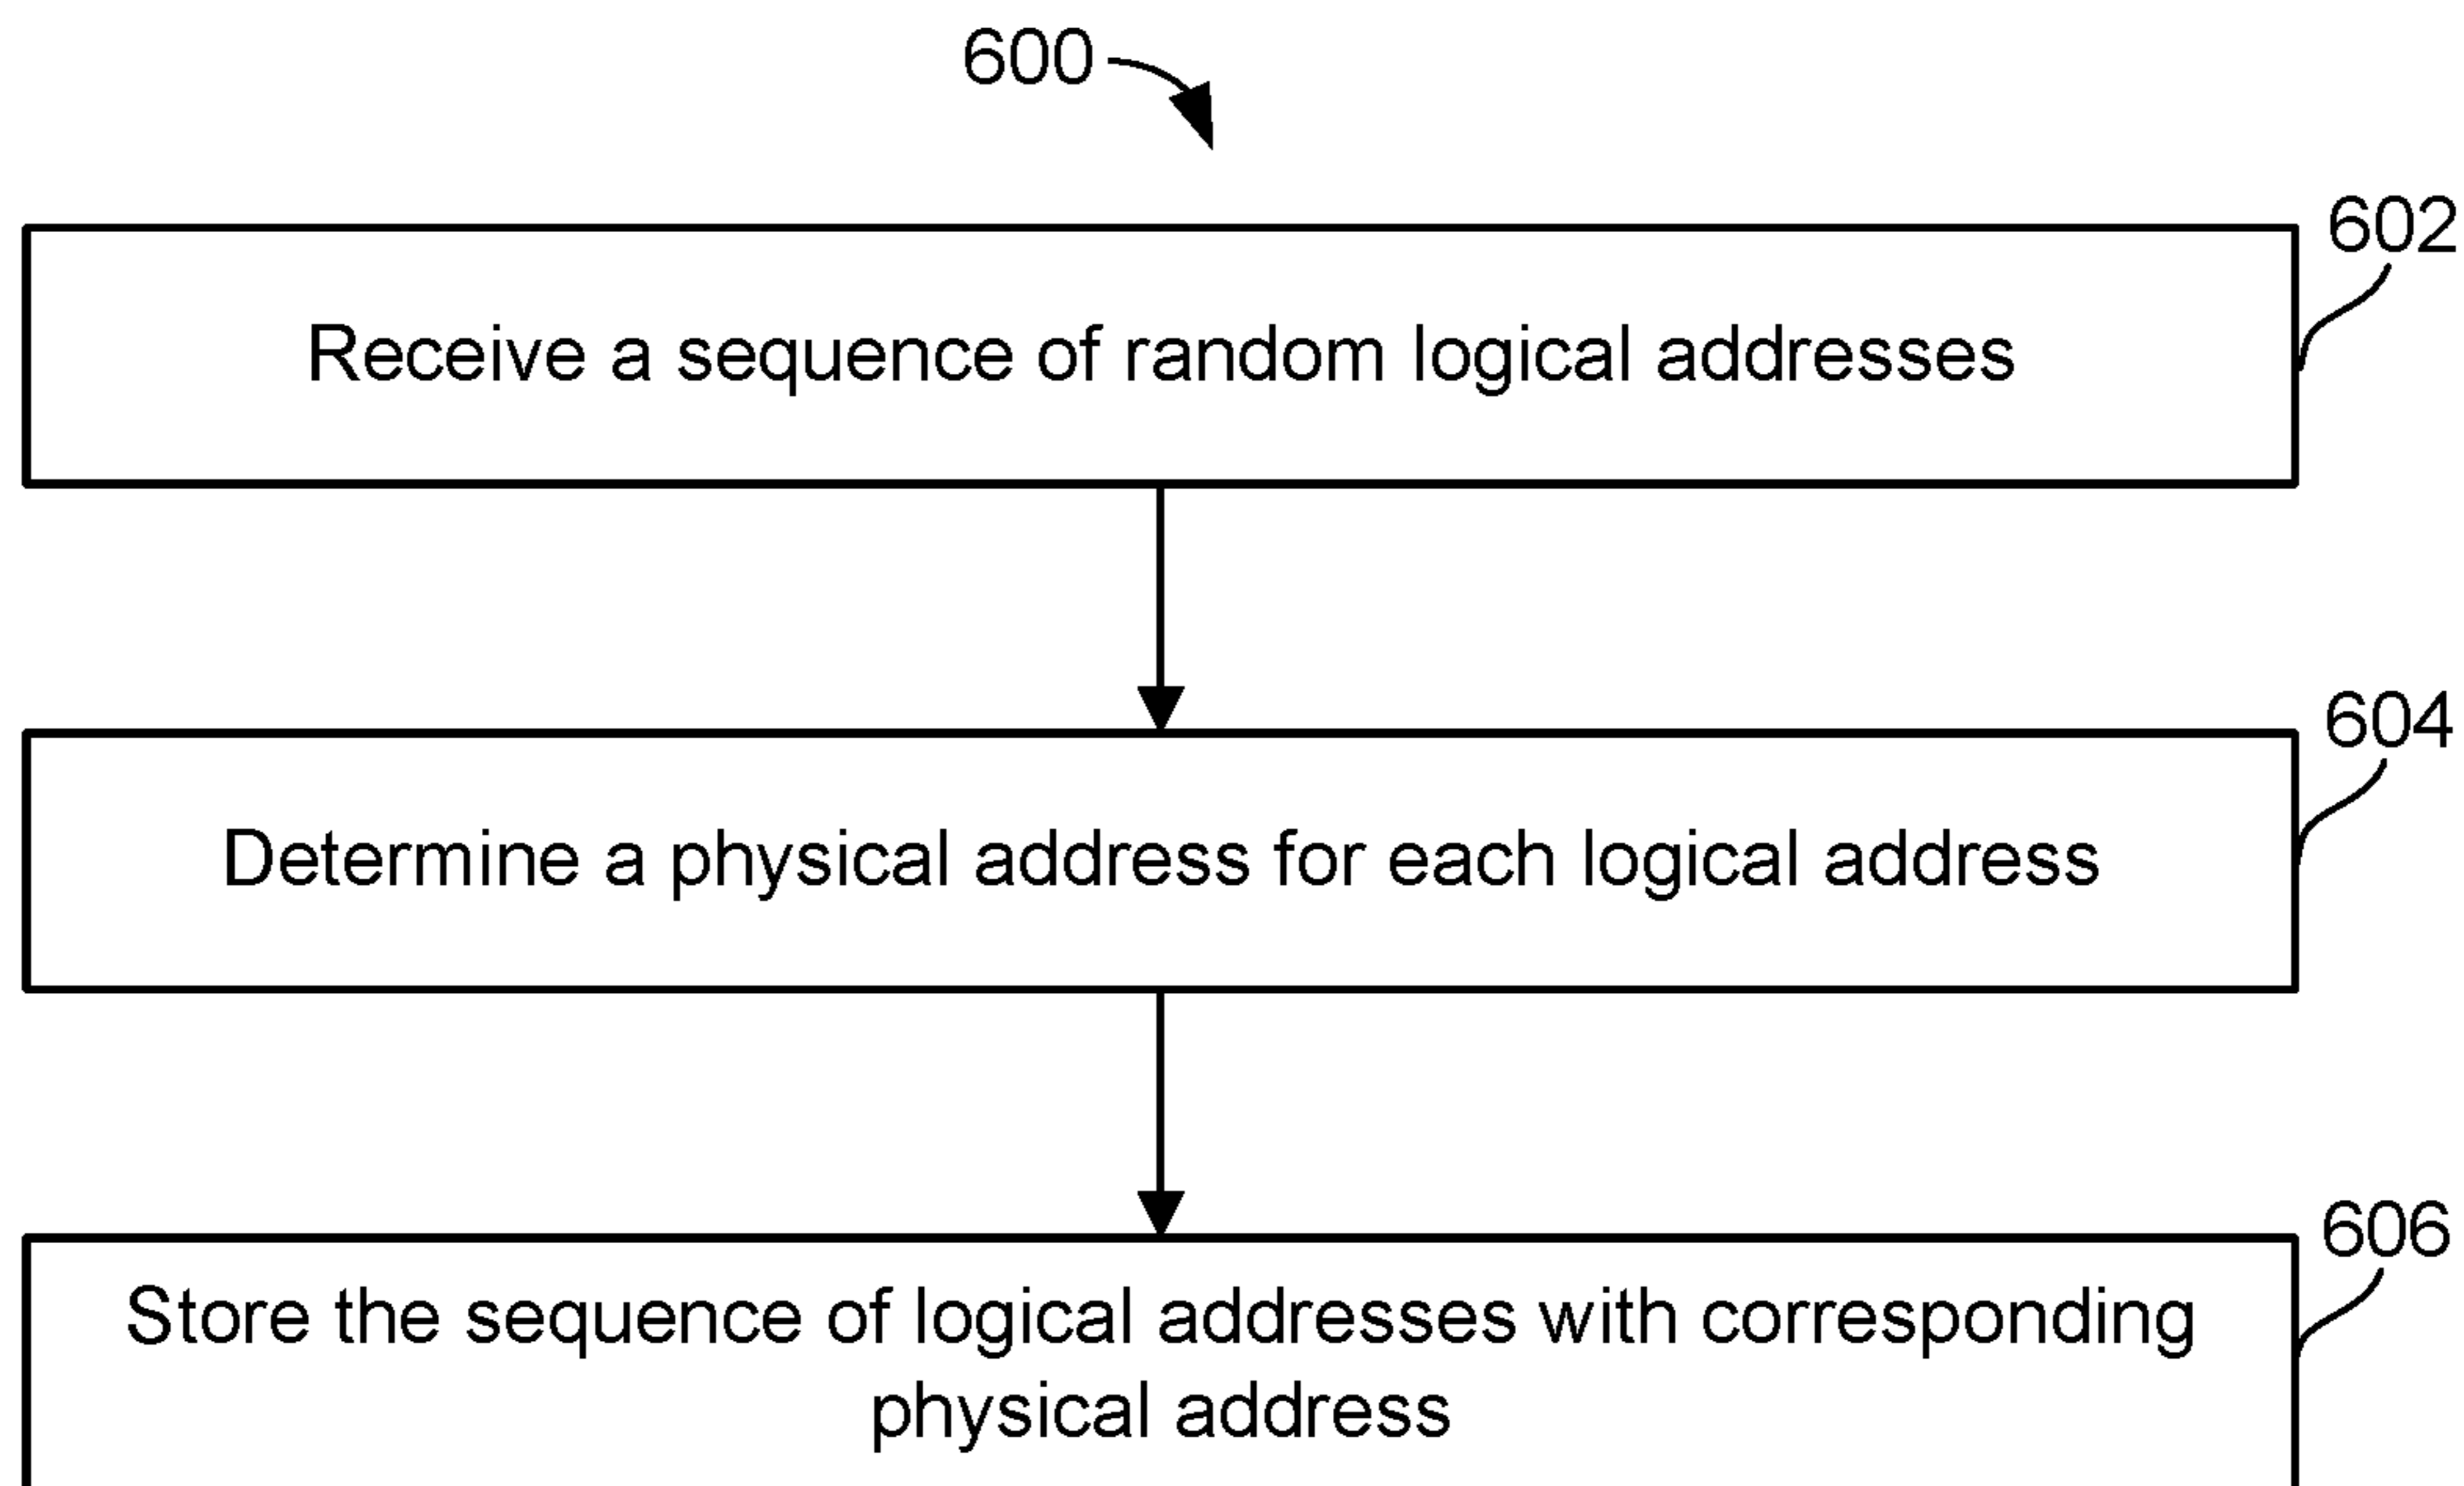 600
602
Receive a sequence of random logical addresses
604
Determine a physical address for each logical address
606
Store the sequence of logical addresses with corresponding
physical address